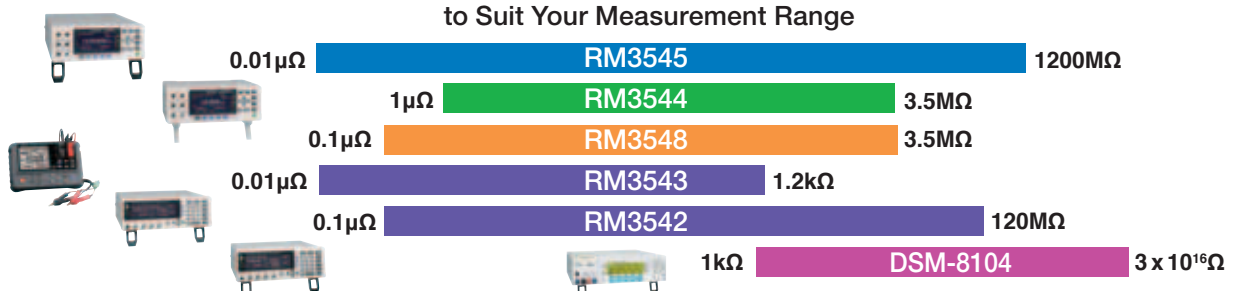 to Suit Your Measurement Range
0.01µΩ RM3545 1200MΩ
1µΩ RM3544 3.5MΩ
0.1µΩ RM3548 3.5MΩ
0.01µΩ RM3543 1.2kΩ
0.1µΩ RM3542 120MΩ
1kΩ DSM-8104 3 x 10¹⁶Ω